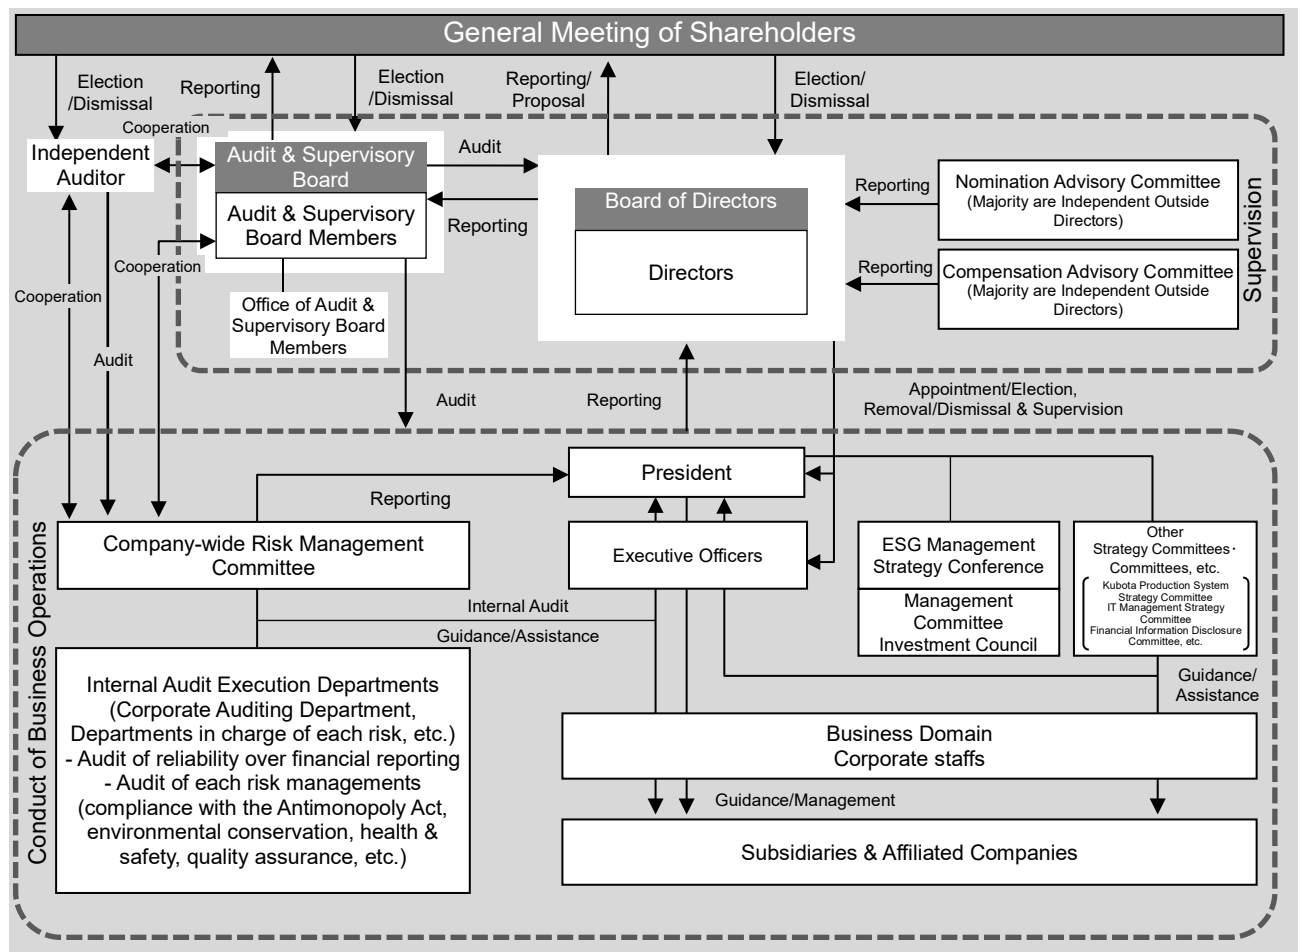 General Meeting of Shareholders
Election
/Dismissal
Reporting
Election
/Dismissal
Reporting/
Proposal
Election/
Dismissal
Cooperation
Independent
Auditor
Audit & Supervisory
Board
Audit & Supervisory
Board Members
Audit
Reporting
Board of Directors
Directors
Reporting
Nomination Advisory Committee
(Majority are Independent Outside
Directors)
Reporting
Compensation Advisory Committee
(Majority are Independent Outside
Directors)
Supervision
Cooperation
Cooperation
Office of Audit &
Supervisory Board
Members
Audit
Audit
Reporting
Appointment/Election,
Removal/Dismissal & Supervision
Conduct of Business Operations
President
Reporting
Company-wide Risk Management
Committee
Executive Officers
ESG Management
Strategy Conference
Management
Committee
Investment Council
Other
Strategy Committees・
Committees, etc.
Kubota Production System
Strategy Committee
IT Management Strategy
Committee
Financial Information Disclosure
Committee, etc.
Internal Audit
Guidance/Assistance
Guidance/
Assistance
Internal Audit Execution Departments
(Corporate Auditing Department,
Departments in charge of each risk, etc.)
- Audit of reliability over financial reporting
- Audit of each risk managements
(compliance with the Antimonopoly Act,
environmental conservation, health &
safety, quality assurance, etc.)
Business Domain
Corporate staffs
Guidance/Management
Subsidiaries & Affiliated Companies